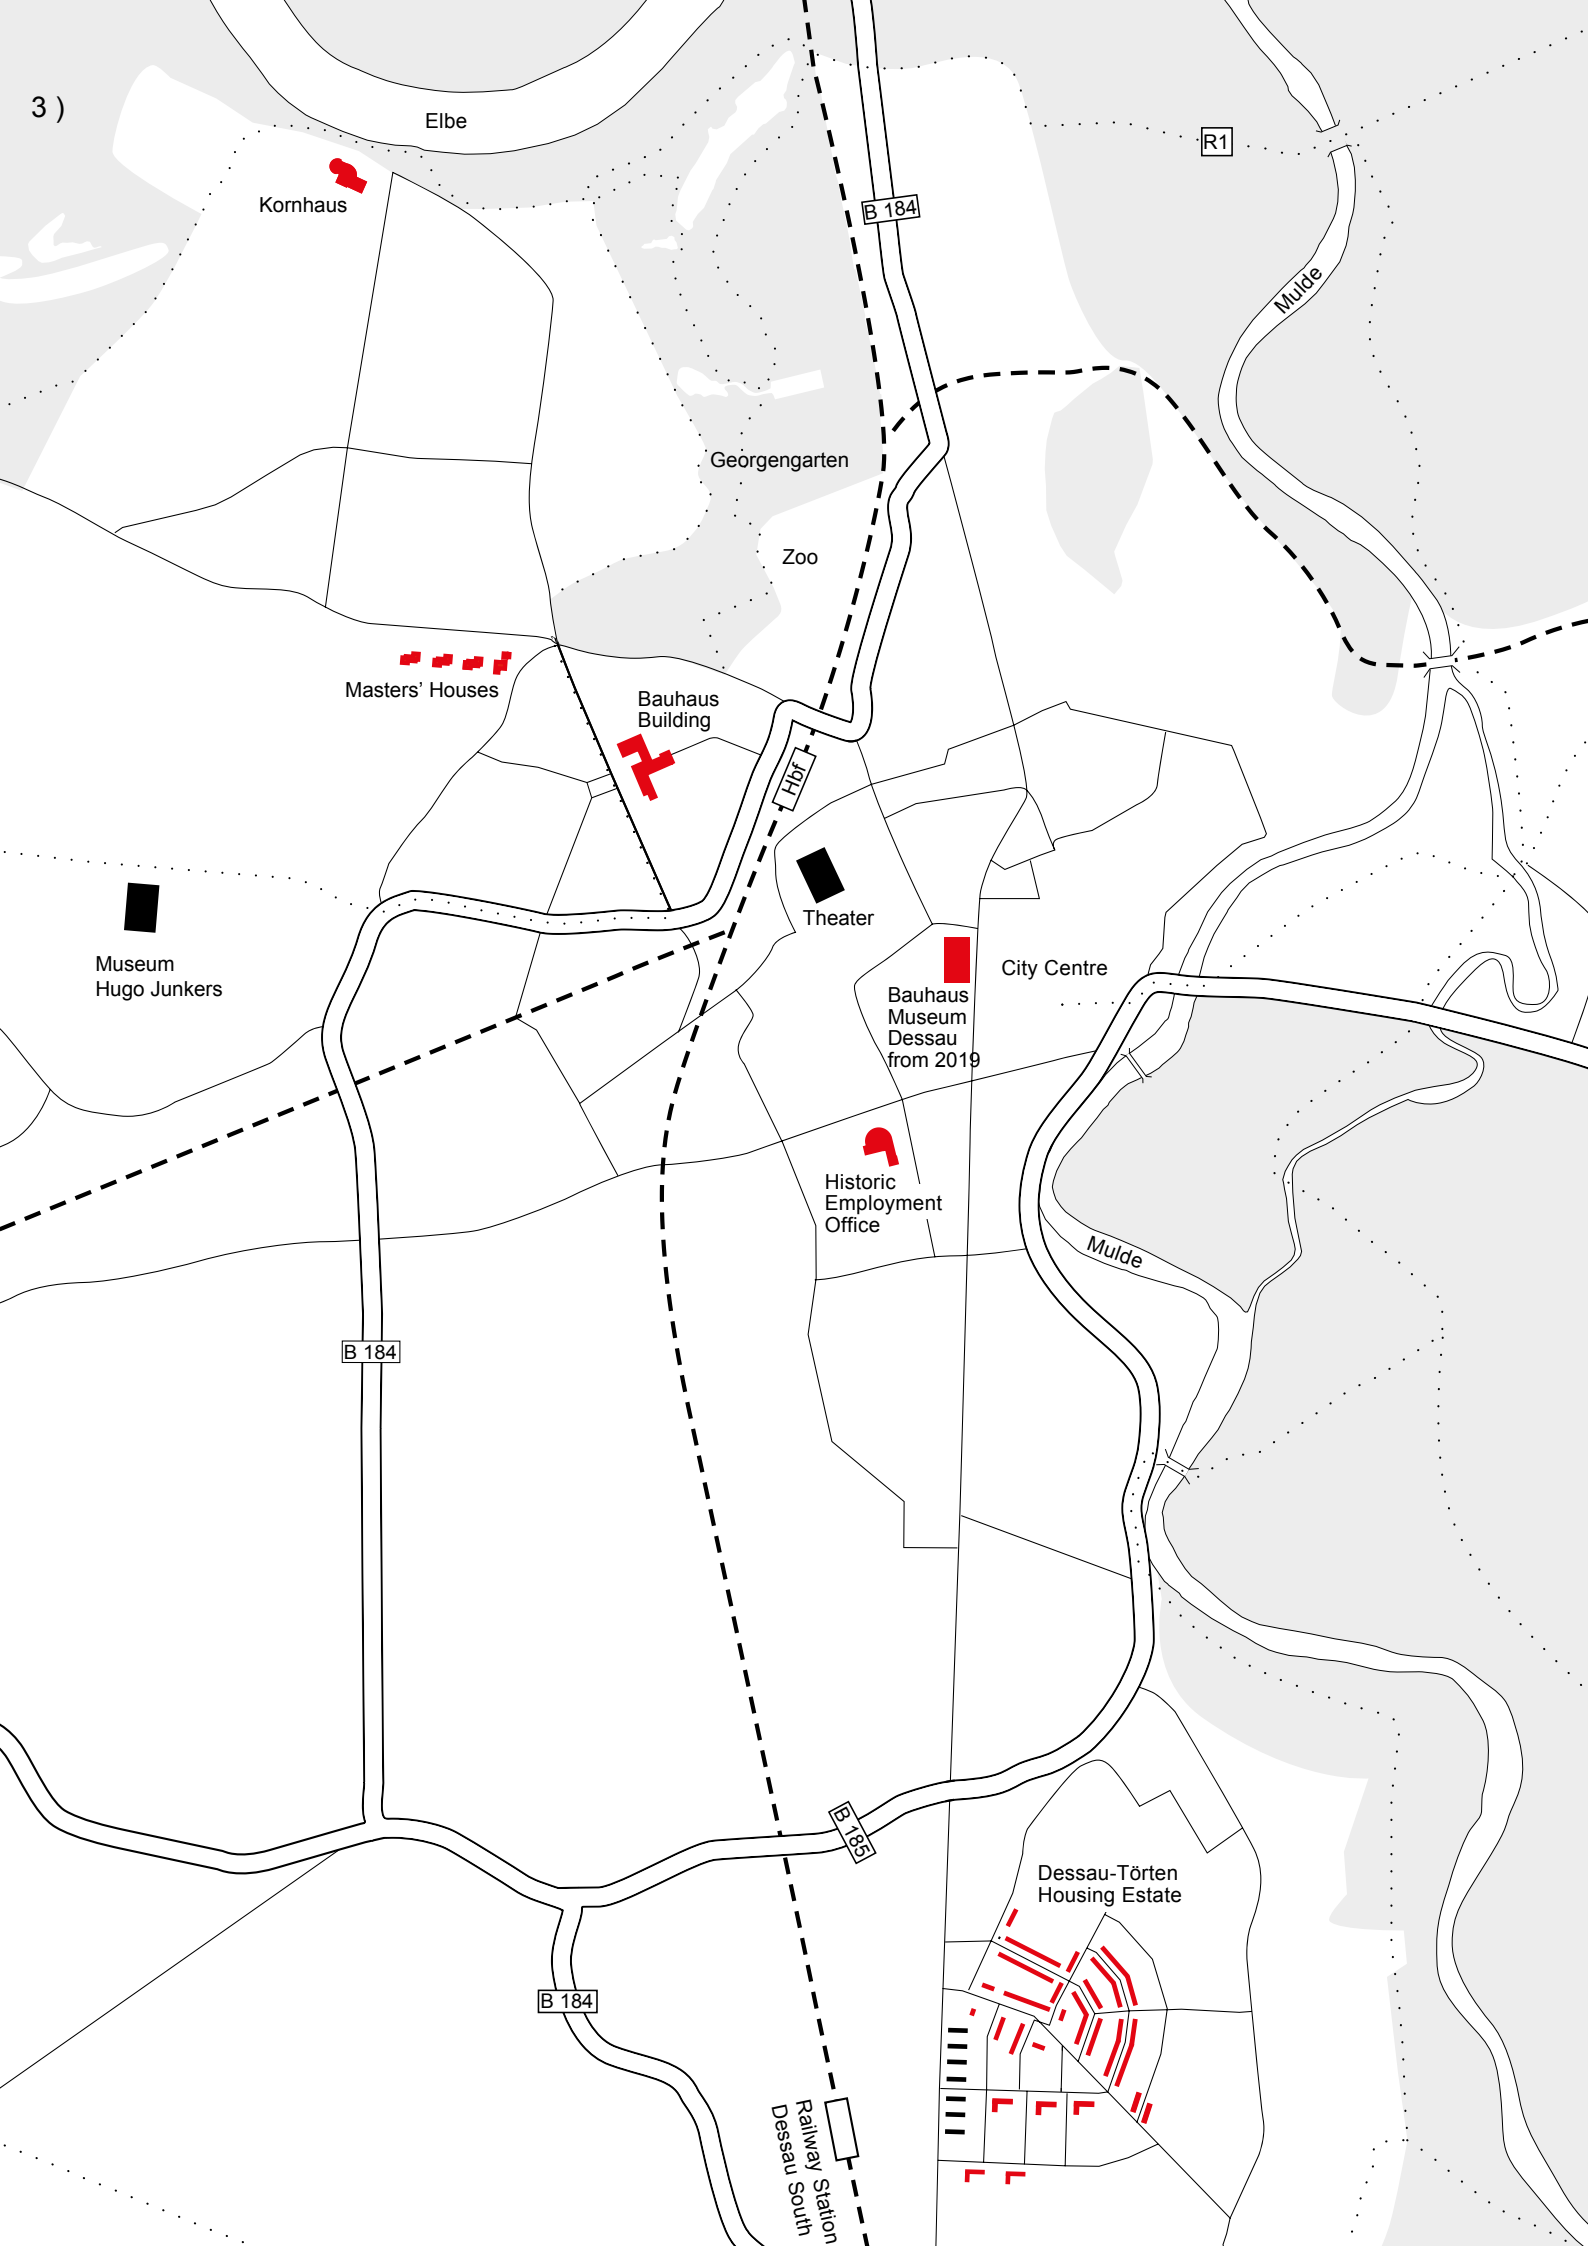 3 )
Elbe
R1
Kornhaus
B 184
Mulde
Georgengarten
Zoo
Masters’ Houses
Bauhaus
Building
Hbf
Theater
Museum
Hugo Junkers
City Centre
Bauhaus
Museum
Dessau
from 2019
Historic
Employment
Office
Mulde
B 184
B 185
Dessau-Törten
Housing Estate
B 184
Railway Station
Dessau South